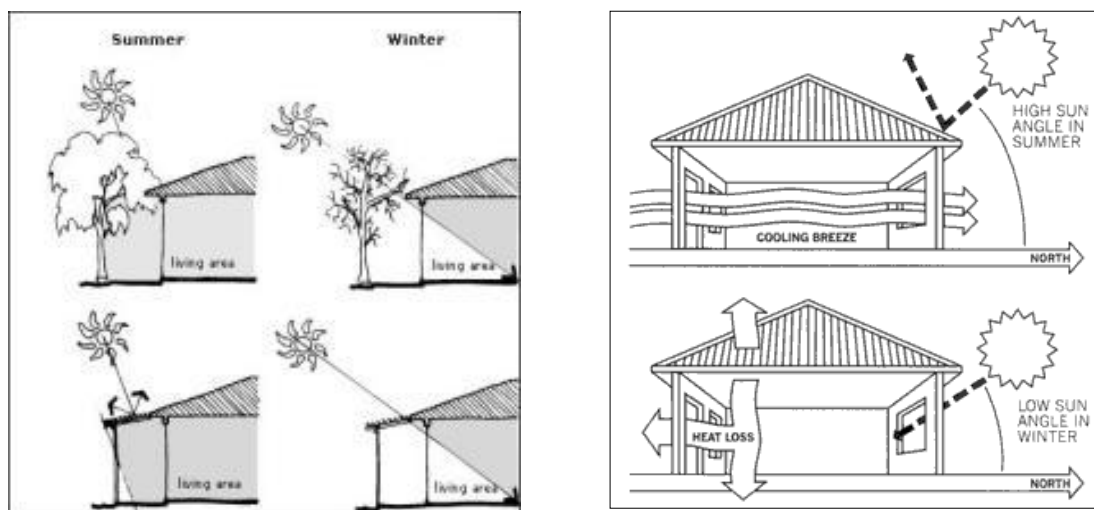 Summer
Winter
living area
living area
living area
living area
HIGH SUN
ANGLE IN
SUMMER
COOLING BREEZE
NORTH
HEAT LOSS
LOW SUN
ANGLE IN
WINTER
NORTH